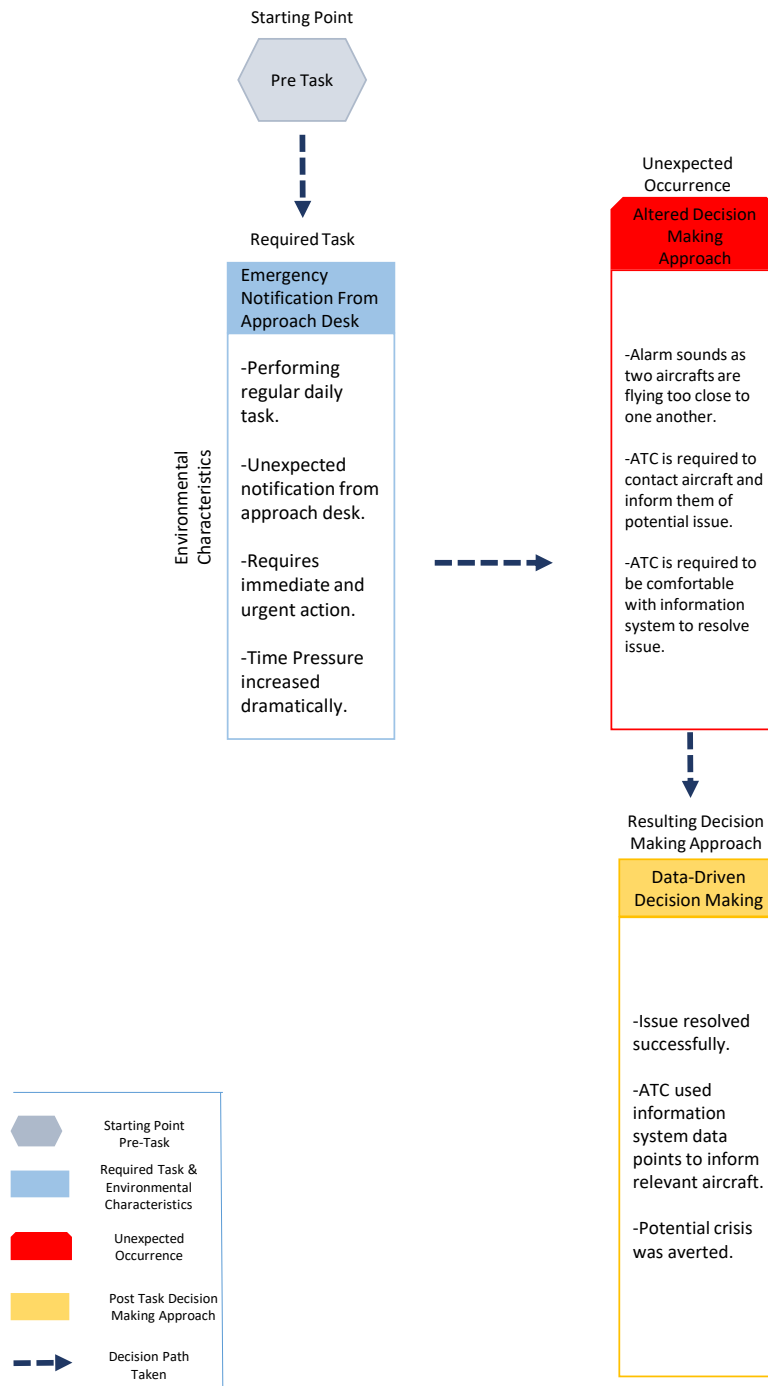 Starting Point
Pre Task
Required Task
Emergency
Notification From
Approach Desk
Environmental
Characteristics
-Performing
regular daily
task.
-Unexpected
notification from
approach desk.
-Requires
immediate and
urgent action.
-Time Pressure
increased
dramatically.
Unexpected
Occurrence
Altered Decision
Making
Approach
-Alarm sounds as
two aircrafts are
flying too close to
one another.
-ATC is required to
contact aircraft and
inform them of
potential issue.
-ATC is required to
be comfortable
with information
system to resolve
issue.
Resulting Decision
Making Approach
Data-Driven
Decision Making
-Issue resolved
successfully.
-ATC used
information
system data
points to inform
relevant aircraft.
-Potential crisis
was averted.
Starting Point
Pre-Task
Required Task &
Environmental
Characteristics
Unexpected
Occurrence
Post Task Decision
Making Approach
Decision Path
Taken